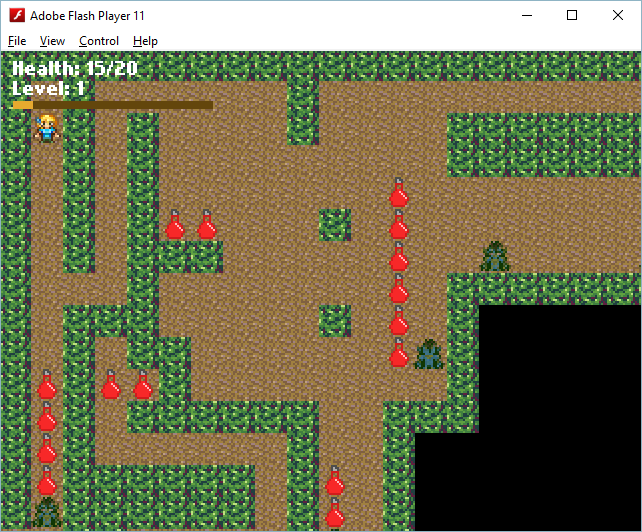 Adobe Flash Player 11
File View Control Help
Health: 15/20
Level: 1